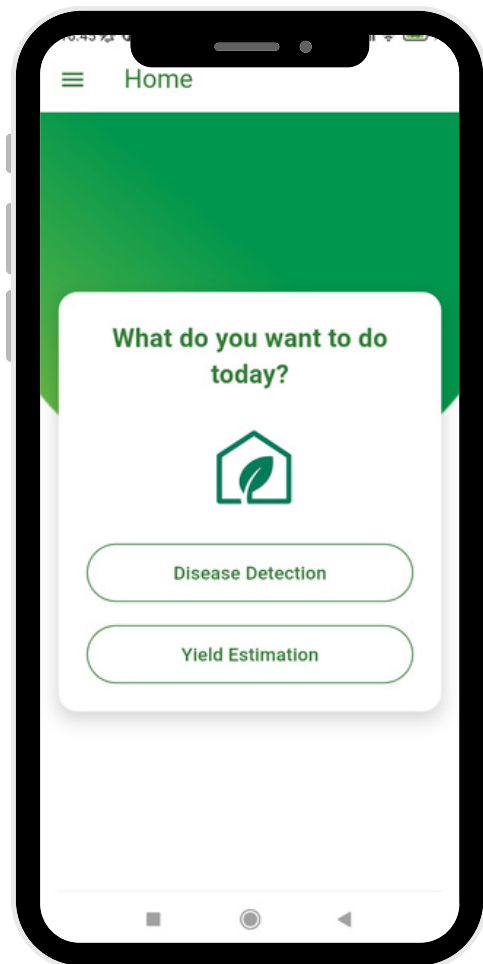 Home
What do you want to do
today?
Disease Detection
Yield Estimation